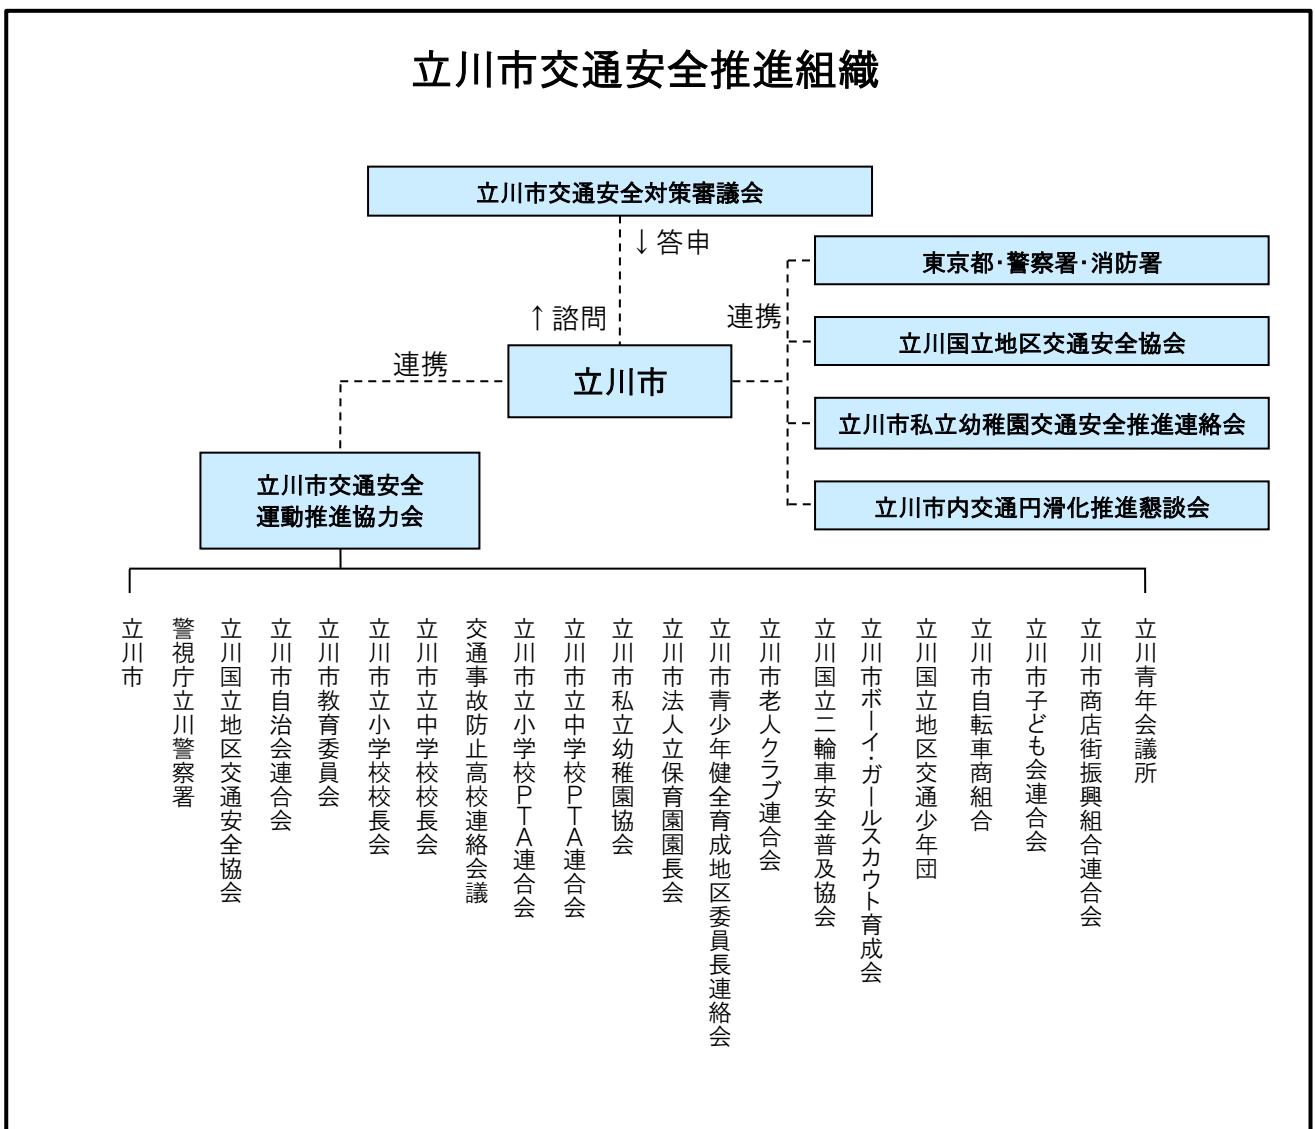 立川市交通安全推進組織
立川市交通安全対策審議会
↓答申
東京都・警察署・消防署
↑諮問
連携
立川国立地区交通安全協会
連携
立川市
立川市私立幼稚園交通安全推進連絡会
立川市交通安全
運動推進協力会
立川市内交通円滑化推進懇談会
立川市
警視庁立川警察署
立川国立地区交通安全協会
立川市自治会連合会
立川市教育委員会
立川市立小学校校長会
立川市立中学校校長会
交通事故防止高校連絡会議
立川市立小学校ＰＴＡ連合会
立川市立中学校ＰＴＡ連合会
立川市私立幼稚園協会
立川市法人立保育園園長会
立川市青少年健全育成地区委員長連絡会
立川市老人クラブ連合会
立川国立二輪車安全普及協会
立川市ボーイ・ガールスカウト育成会
立川国立地区交通少年団
立川市自転車商組合
立川市子ども会連合会
立川市商店街振興組合連合会
立川青年会議所